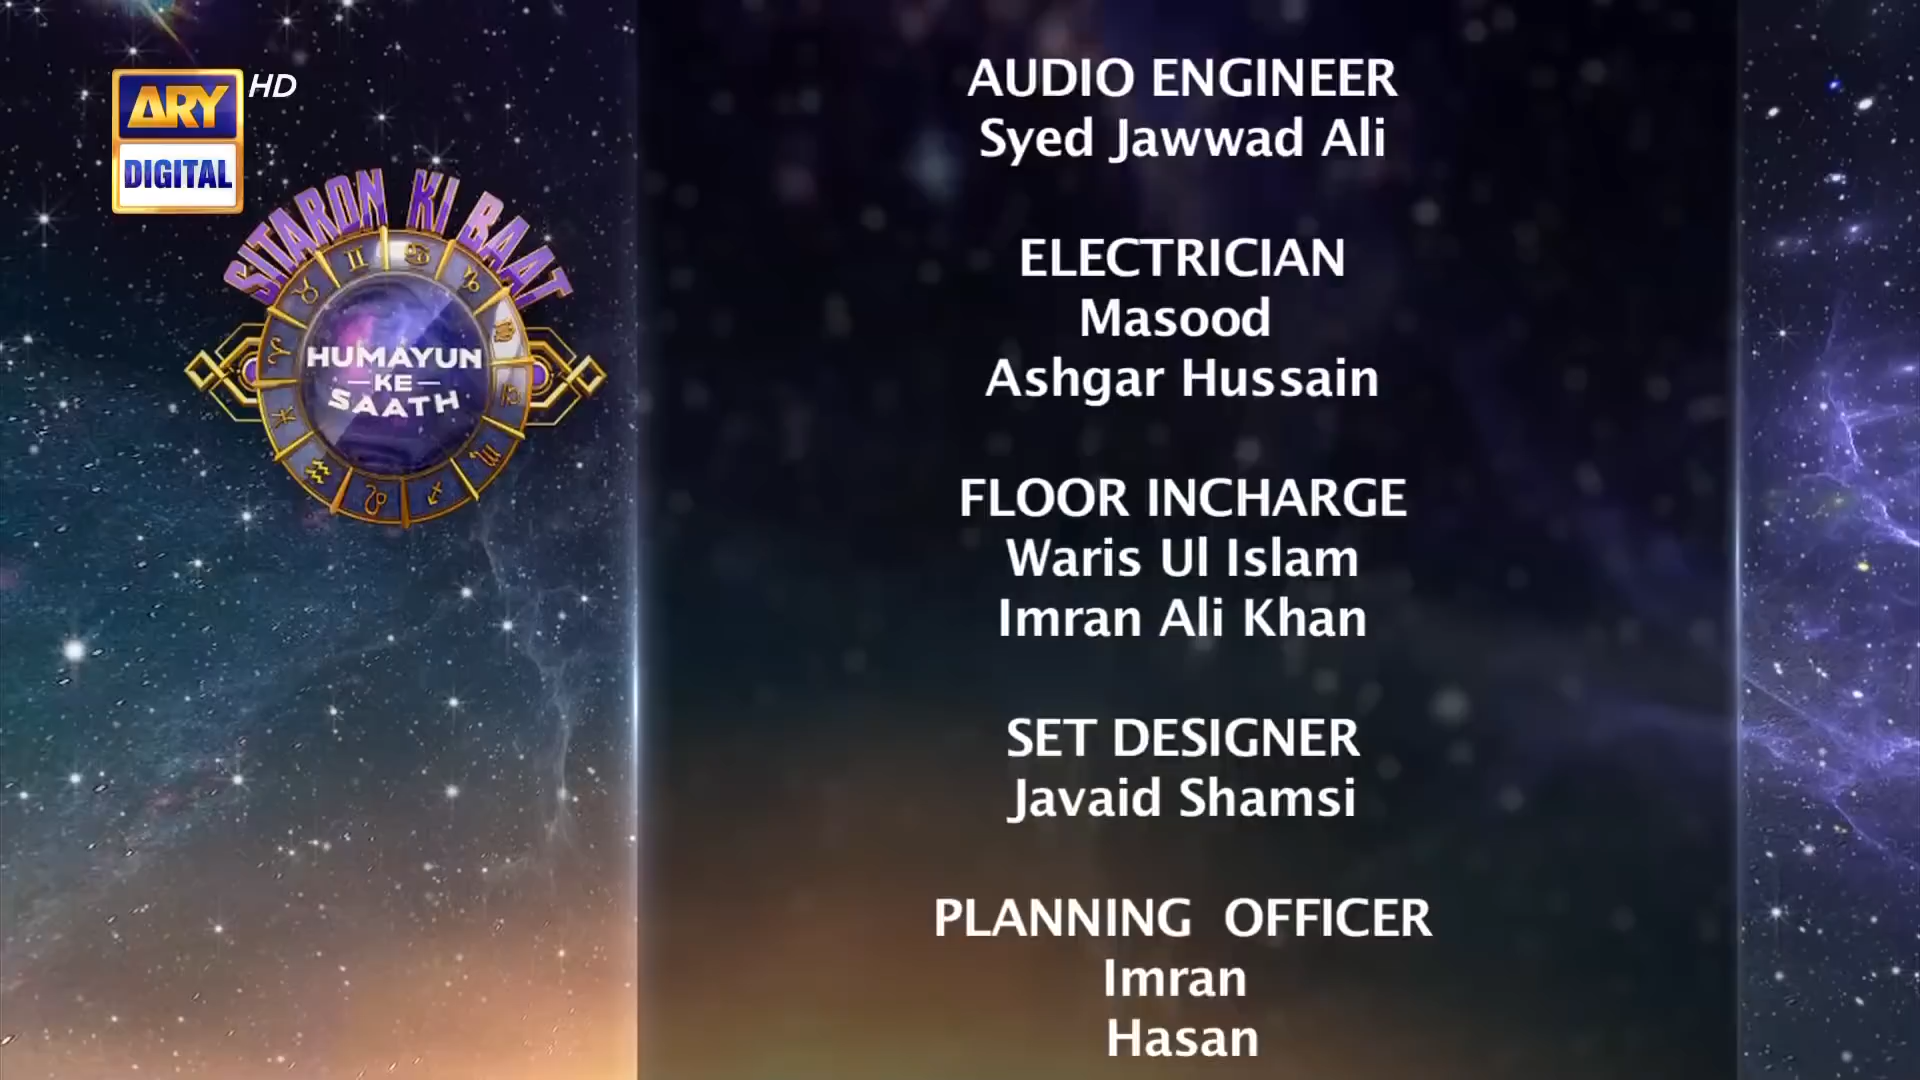 ARY
DIGITAL
HD
SITARON KI BAAT
HUMAYUN
KE
SAATH
AUDIO ENGINEER
Syed Jawwad Ali
ELECTRICIAN
Masood
Ashgar Hussain
FLOOR INCHARGE
Waris Ul Islam
Imran Ali Khan
SET DESIGNER
Javaid Shamsi
PLANNING OFFICER
Imran
Hasan